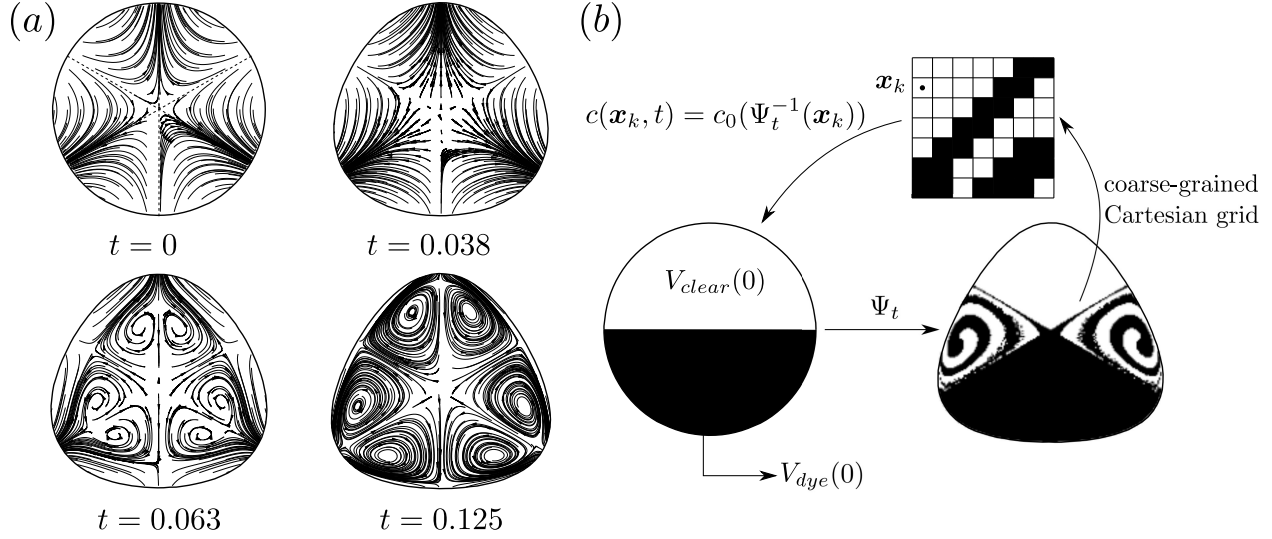 (a)
t = 0
t = 0.038
t = 0.063
t = 0.125
(b)
x_k
c(x_k, t) = c_0(Ψ_t^{-1}(x_k))
coarse-grained
Cartesian grid
V_{clear}(0)
Ψ_t
V_{dye}(0)